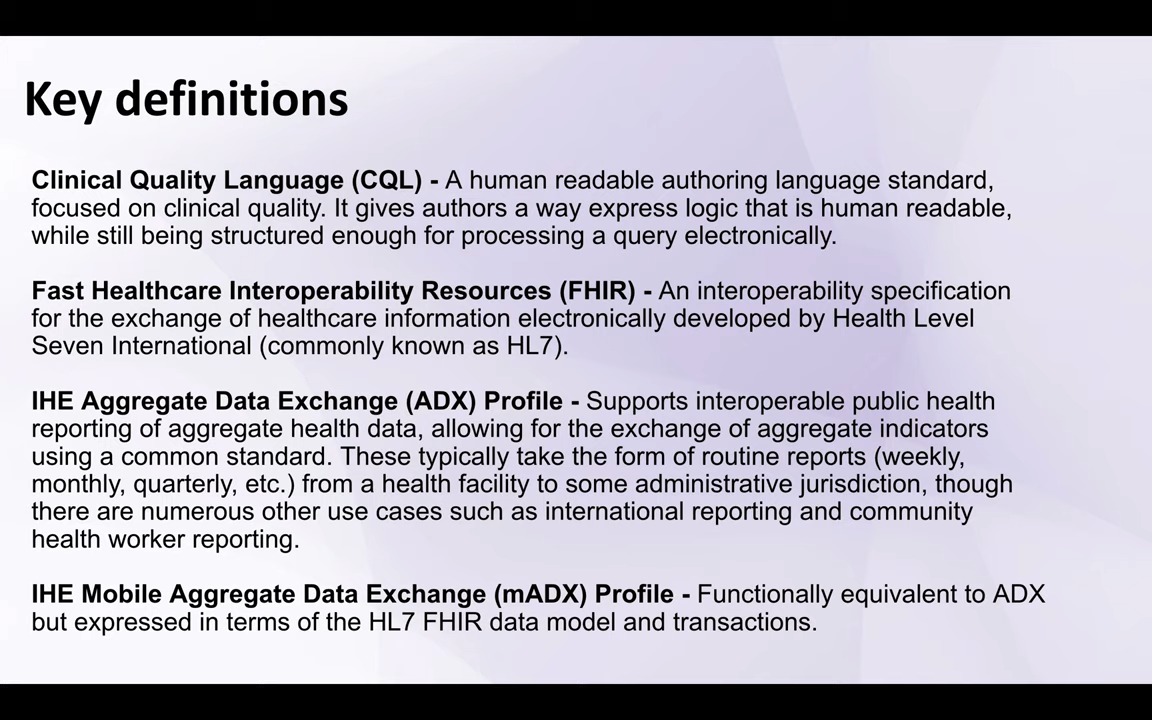 Key definitions
Clinical Quality Language (CQL) - A human readable authoring language standard,
focused on clinical quality. It gives authors a way express logic that is human readable,
while still being structured enough for processing a query electronically.
Fast Healthcare Interoperability Resources (FHIR) - An interoperability specification
for the exchange of healthcare information electronically developed by Health Level
Seven International (commonly known as HL7).
IHE Aggregate Data Exchange (ADX) Profile - Supports interoperable public health
reporting of aggregate health data, allowing for the exchange of aggregate indicators
using a common standard. These typically take the form of routine reports (weekly,
monthly, quarterly, etc.) from a health facility to some administrative jurisdiction, though
there are numerous other use cases such as international reporting and community
health worker reporting.
IHE Mobile Aggregate Data Exchange (mADX) Profile - Functionally equivalent to ADX
but expressed in terms of the HL7 FHIR data model and transactions.